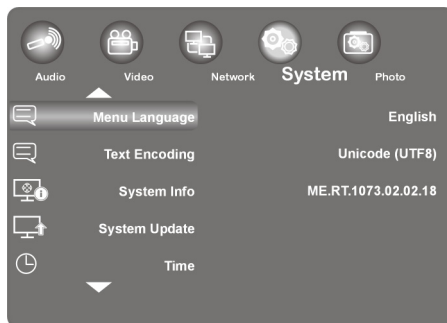 Audio Video Network System Photo
Menu Language English
Text Encoding Unicode (UTF8)
System Info ME.RT.1073.02.02.18
System Update
Time